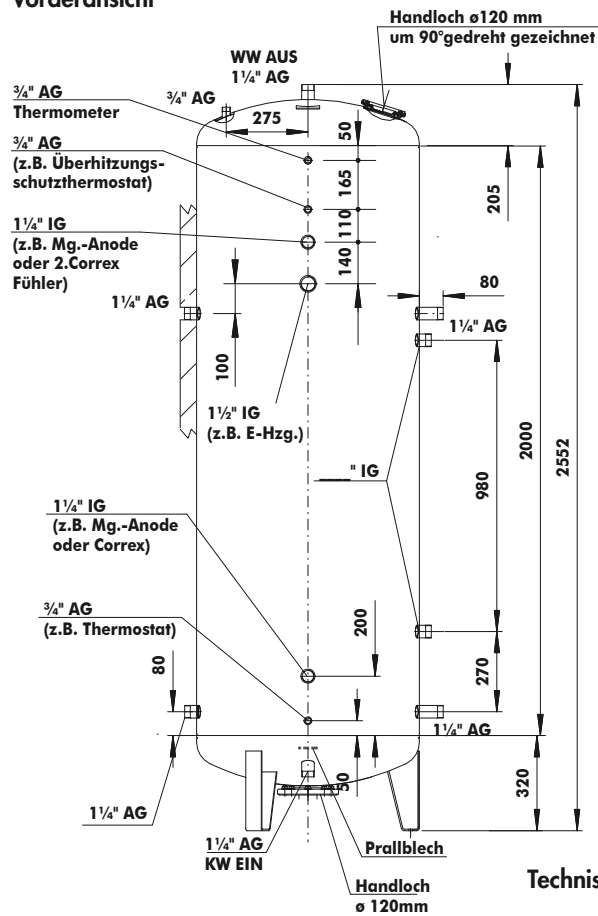 Vorderansicht
Handloch ø120 mm
um 90°gedreht gezeichnet
WW AUS
1¼" AG
¾" AG
Thermometer
¾" AG
275
50
¾" AG
(z.B. Überhitzungs-
schutzthermostat)
165
205
110
1¼" IG
(z.B. Mg.-Anode
oder 2.Correx
Fühler)
140
80
1¼" AG
1¼" AG
100
1½" IG
(z.B. E-Hzg.)
2000
2552
980
" IG
1¼" IG
(z.B. Mg.-Anode
oder Correx)
¾" AG
(z.B. Thermostat)
200
80
270
1¼" AG
50
320
1¼" AG
1¼" AG
KW EIN
Prallblech
Handloch
ø 120mm